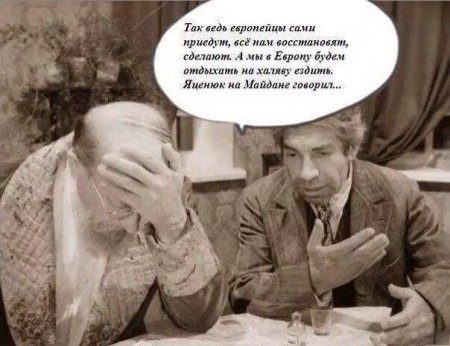 Так ведь европейцы сами
приедут, всё нам восстановят,
сделают. А мы в Европу будем
отдыхать на халяву ездить.
Яценюк на Майдане говорил...